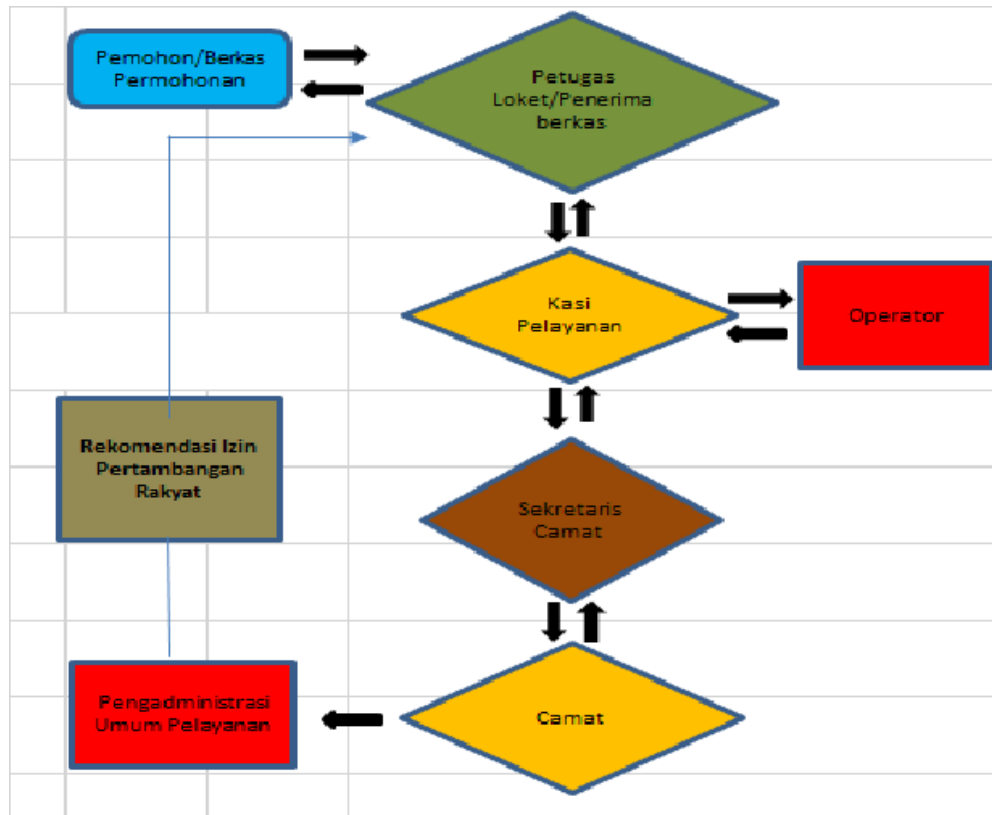 Pemohon/Berkas
Permohonan
Petugas
Loket/Penerima
berkas
Kasi
Pelayanan
Operator
Rekomendasi Izin
Pertambangan
Rakyat
Sekretaris
Camat
Pengadministrasi
Umum Pelayanan
Camat